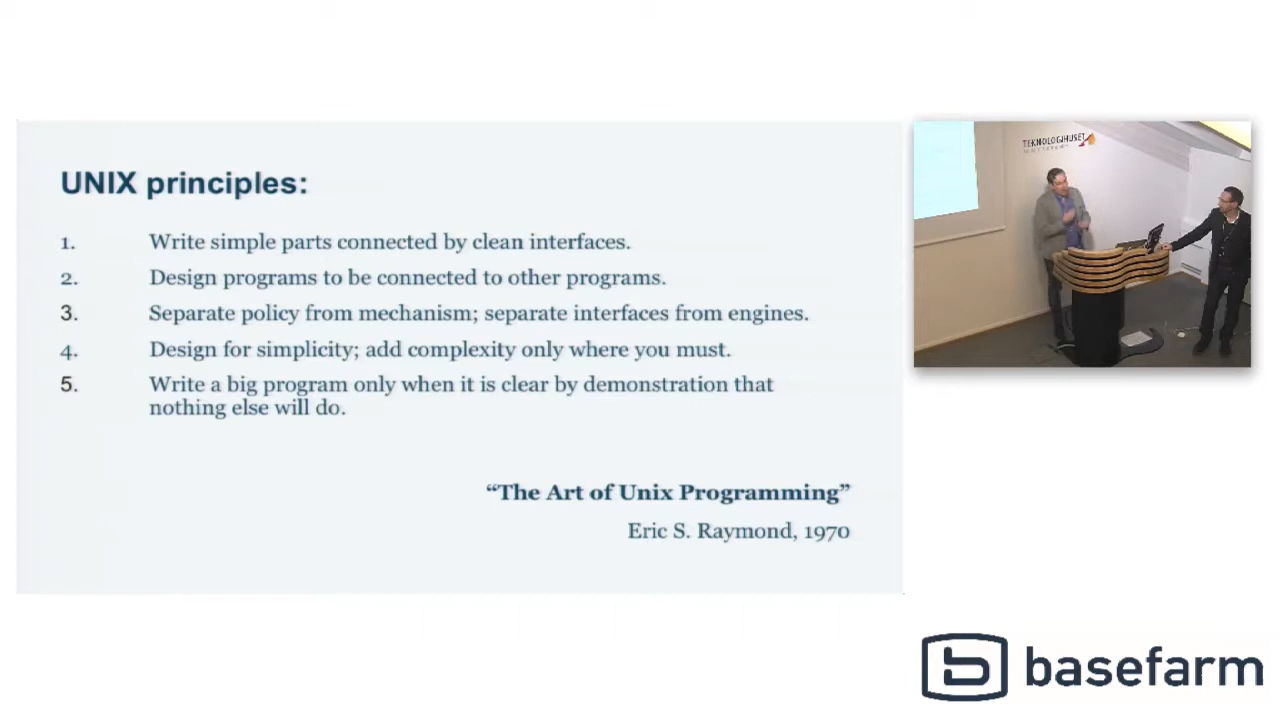 UNIX principles:
1. Write simple parts connected by clean interfaces.
2. Design programs to be connected to other programs.
3. Separate policy from mechanism; separate interfaces from engines.
4. Design for simplicity; add complexity only where you must.
5. Write a big program only when it is clear by demonstration that
nothing else will do.
“The Art of Unix Programming”
Eric S. Raymond, 1970
TEKNOLOGIHUSET
basefarm